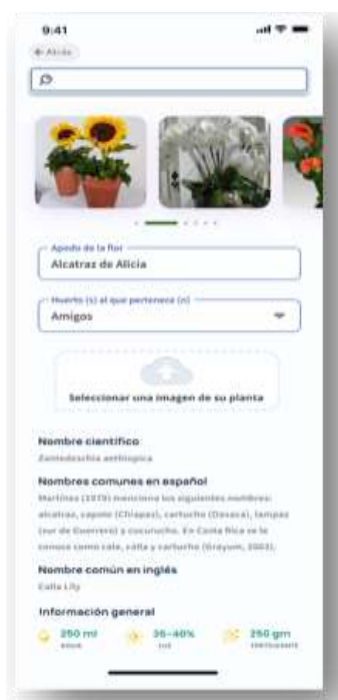 9:41
Atrás
Apodo de la flor
Alcatraz de Alicia
Huerto (s) al que pertenece (n)
Amigos
Seleccionar una imagen de su planta
Nombre científico
Zantedeschia aethiopica
Nombres comunes en español
Martínez (1979) menciona los siguientes nombres:
alcatraz, capote (Chiapas), cartucho (Oaxaca), lampaz
(sur de Guerrero) y cucurucho. En Costa Rica se le
conoce como cala, calla y cartucho (Grayum, 2003).
Nombre común en inglés
Calla Lily
Información general
250 ml 35-40% 250 gm
AGUA LUZ FERTILIZANTE